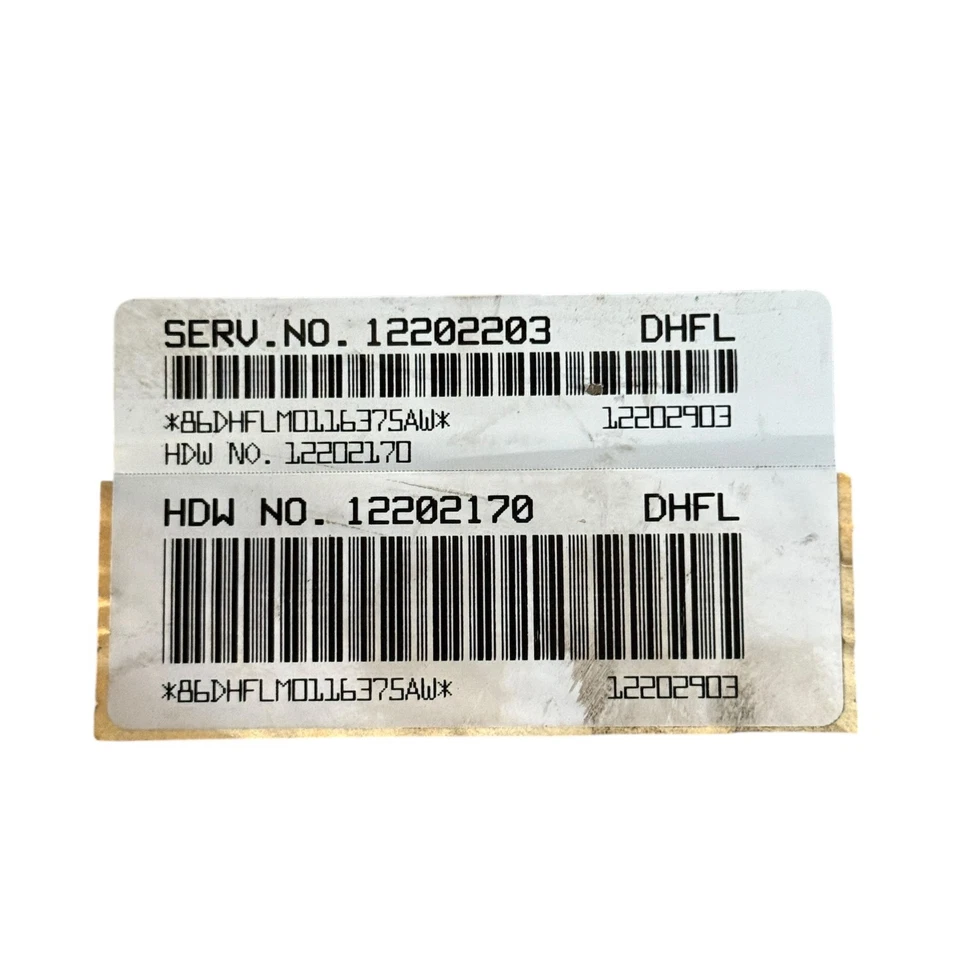 SERV.NO. 12202203 DHFL
*86DHFLM0116375AW* 12202903
HDW NO. 12202170
HDW NO. 12202170 DHFL
*86DHFLM0116375AW* 12202903